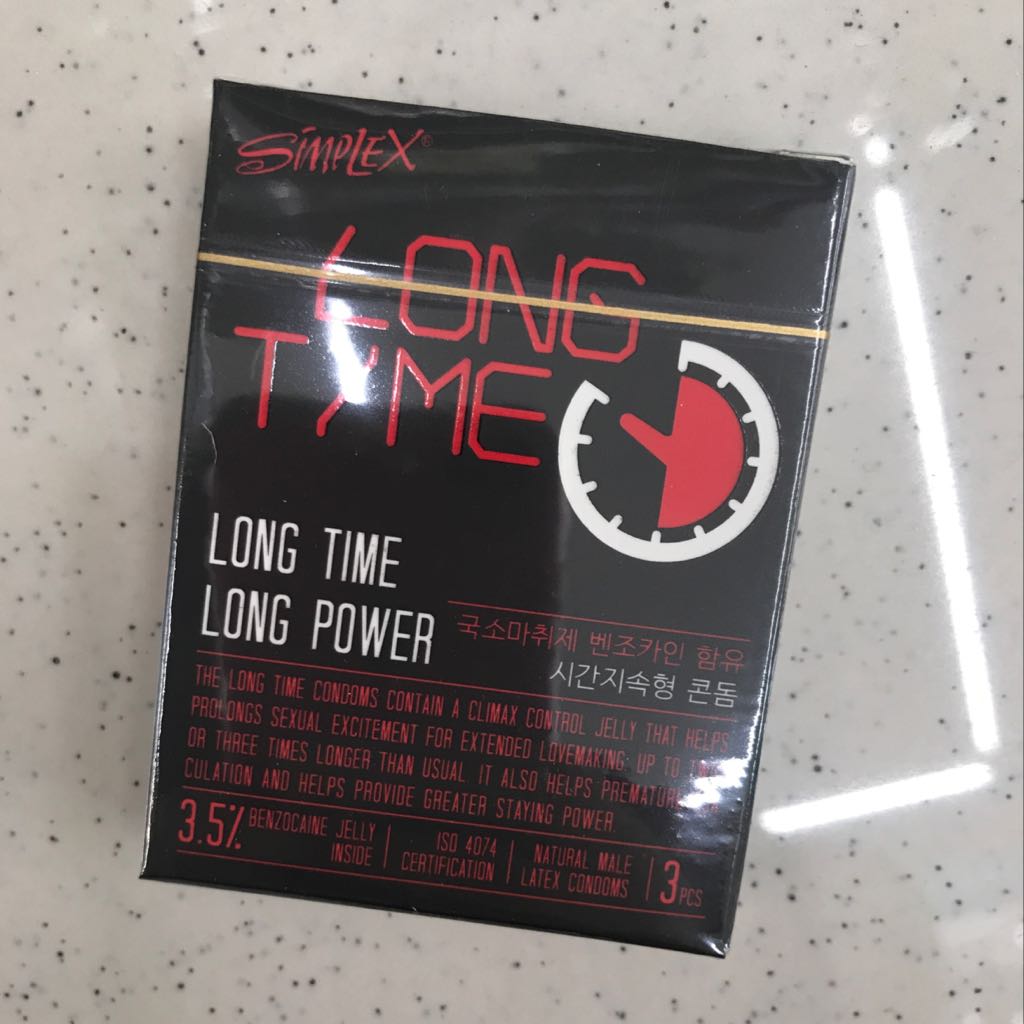 SiMPLEX®
LONG
TIME
LONG TIME
LONG POWER
국소마취제 벤조카인 함유
시간지속형 콘돔
THE LONG TIME CONDOMS CONTAIN A CLIMAX CONTROL JELLY THAT HELPS
PROLONGS SEXUAL EXCITEMENT FOR EXTENDED LOVEMAKING: UP TO
OR THREE TIMES LONGER THAN USUAL. IT ALSO HELPS PREMATURE
CULATION AND HELPS PROVIDE GREATER STAYING POWER.
3.5% BENZOCAINE JELLY INSIDE
ISO 4074 CERTIFICATION
NATURAL MALE LATEX CONDOMS
3 PCS